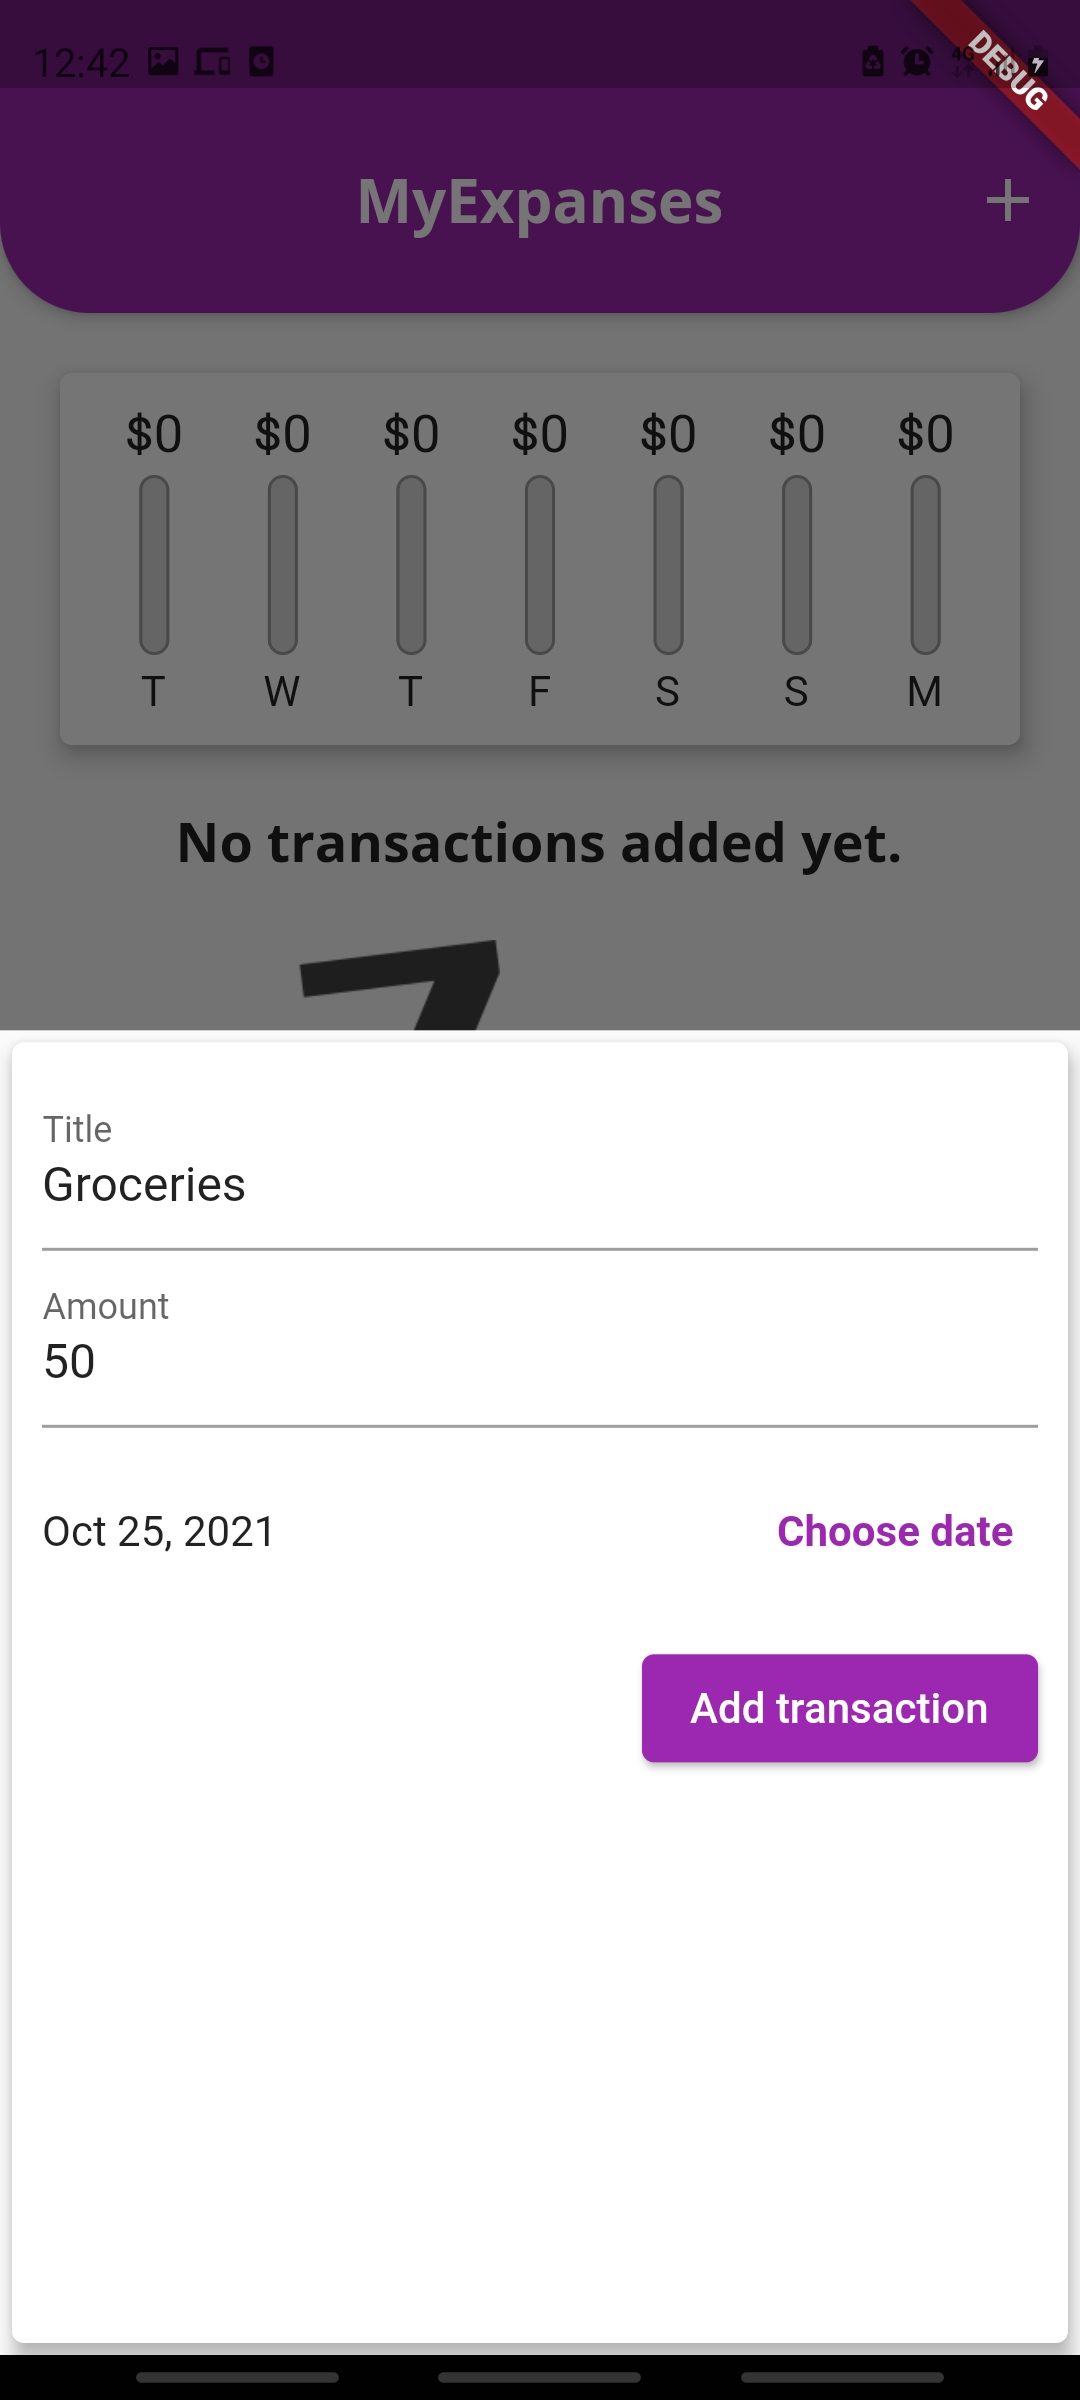 12:42
4G
DEBUG
MyExpanses
$0 $0 $0 $0 $0 $0 $0
T W T F S S M
No transactions added yet.
Title
Groceries
Amount
50
Oct 25, 2021 Choose date
Add transaction